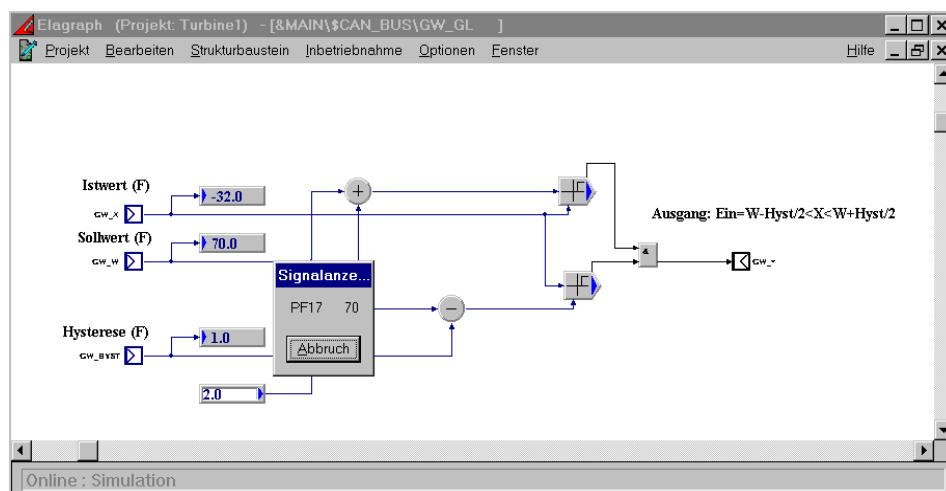 Elagraph (Projekt: Turbine1) - [&MAIN\$CAN_BUS\GW_GL ]
Projekt Bearbeiten Strukturbaustein Inbetriebnahme Optionen Fenster Hilfe
Istwert (F)
-32.0
GW_X
Ausgang: Ein=W-Hyst/2<X<W+Hyst/2
Sollwert (F)
70.0
GW_W
&
Signalanze...
PF17 70
Hysterese (F)
1.0
Abbruch
GW_HYST
2.0
Online : Simulation